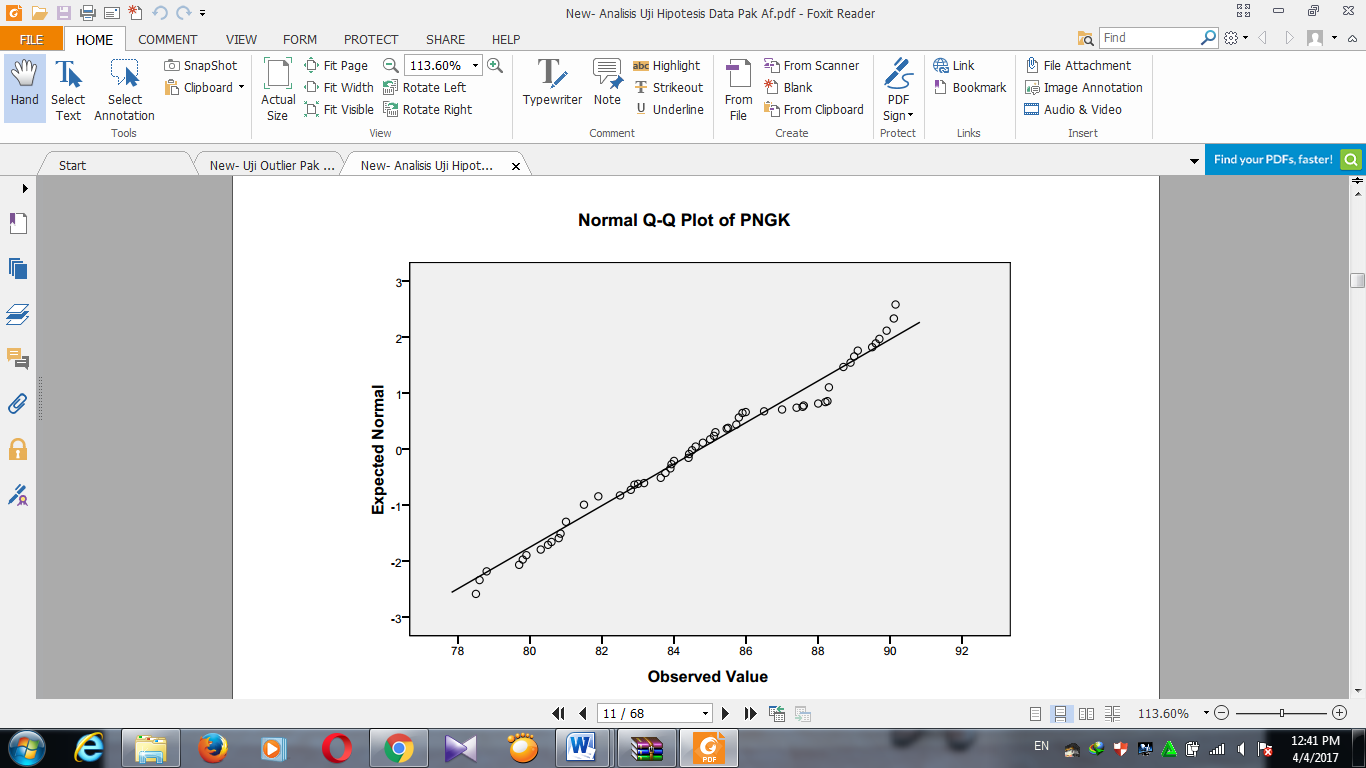 New- Analisis Uji Hipotesis Data Pak Af.pdf - Foxit Reader
FILE HOME COMMENT VIEW FORM PROTECT SHARE HELP
Find
Hand
Select Text
Select Annotation
SnapShot
Clipboard
Tools
Actual Size
Fit Page
Fit Width
Fit Visible
113.60%
Rotate Left
Rotate Right
View
Typewriter
Note
abc Highlight
Strikeout
U Underline
Comment
From File
From Scanner
Blank
From Clipboard
Create
PDF Sign
Protect
Link
Bookmark
Links
File Attachment
Image Annotation
Audio & Video
Insert
Start
New- Uji Outlier Pak ...
New- Analisis Uji Hipot...
Find your PDFs, faster!
Normal Q-Q Plot of PNGK
Expected Normal
3
2
1
0
-1
-2
-3
78 80 82 84 86 88 90 92
Observed Value
11 / 68
113.60%
PDF
EN
12:41 PM
4/4/2017